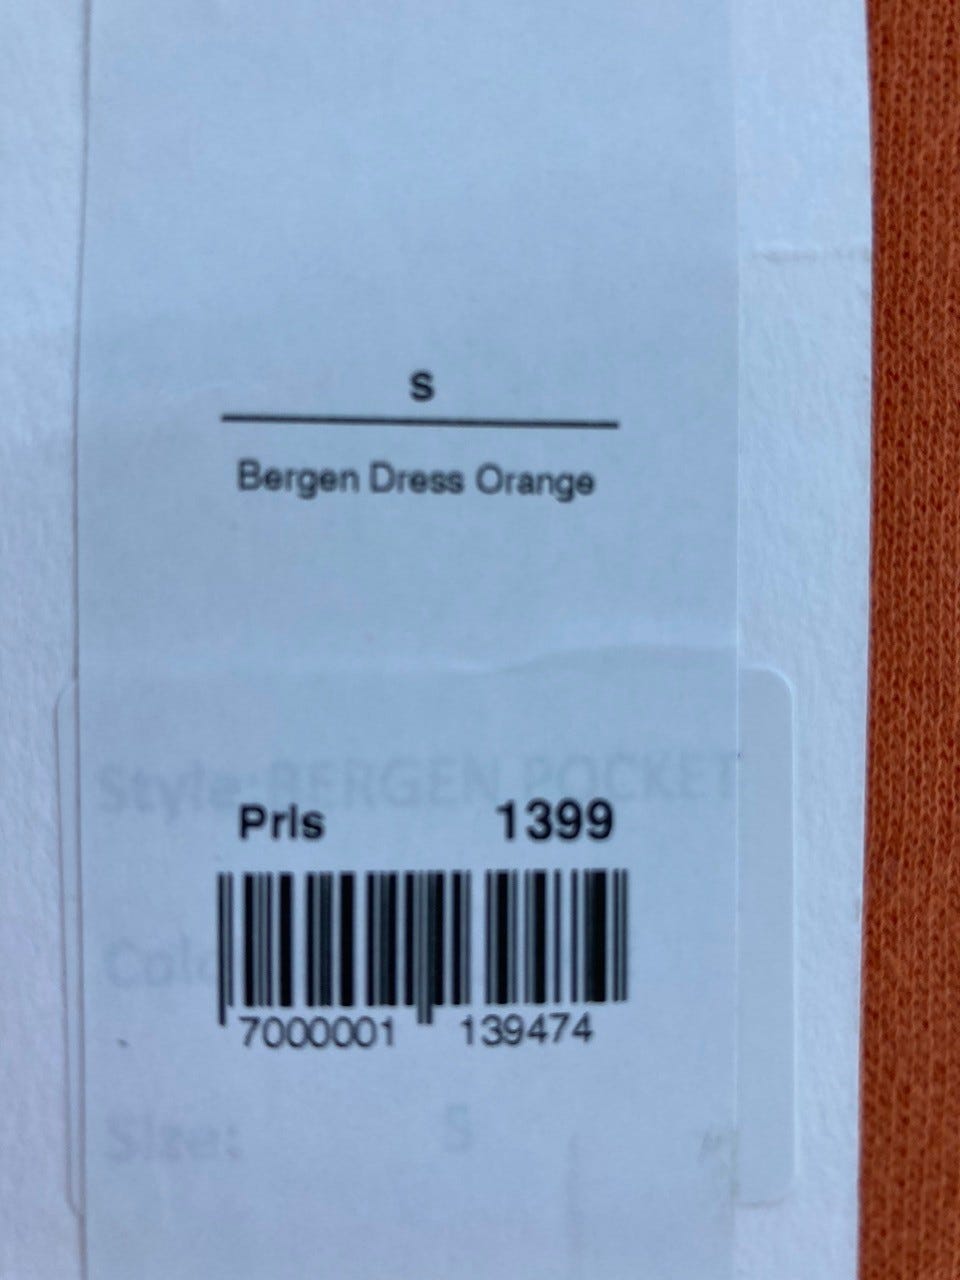 S
Bergen Dress Orange
Style: BERGEN POCKET
Pris 1399
7000001 139474
Size: S